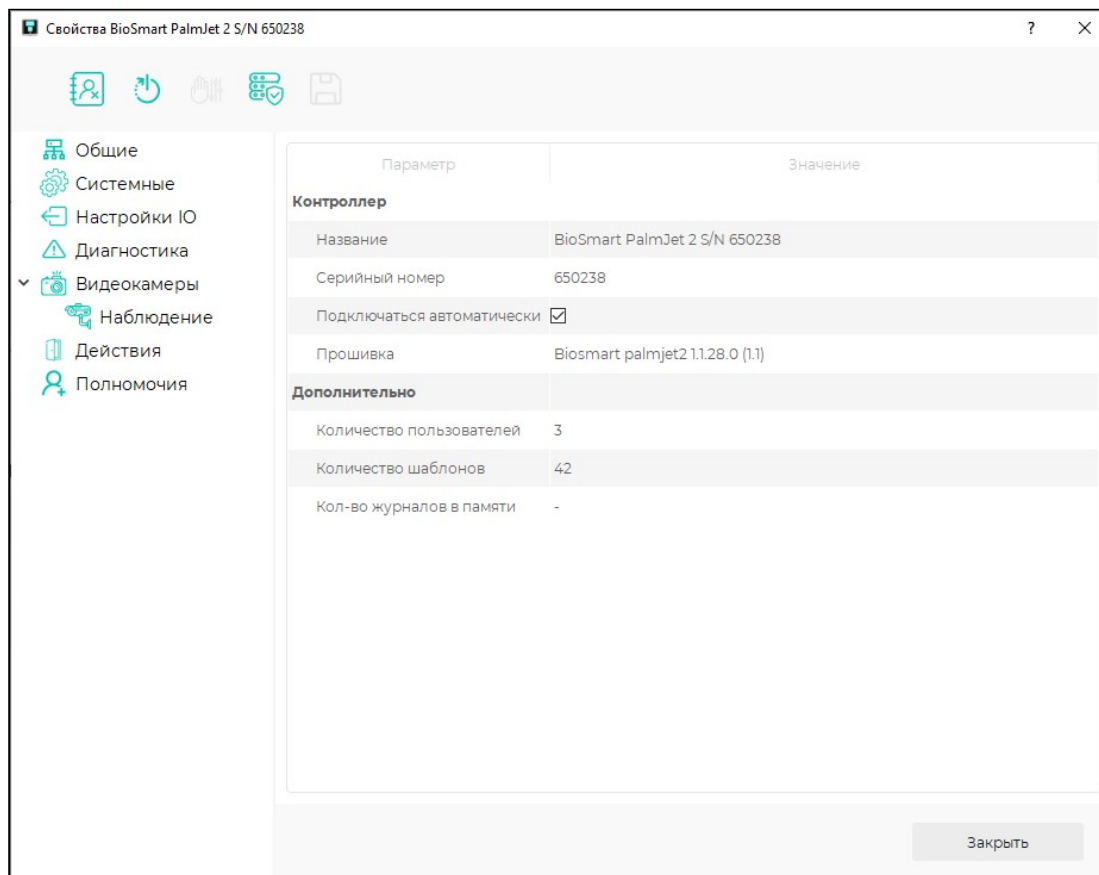 Свойства BioSmart PalmJet 2 S/N 650238
?
Общие
Системные
Настройки IO
Диагностика
Видеокамеры
Наблюдение
Действия
Полномочия
Параметр Значение
Контроллер
Название BioSmart PalmJet 2 S/N 650238
Серийный номер 650238
Подключаться автоматически
Прошивка Biosmart palmjet2 1.1.28.0 (1.1)
Дополнительно
Количество пользователей 3
Количество шаблонов 42
Кол-во журналов в памяти -
Закрыть